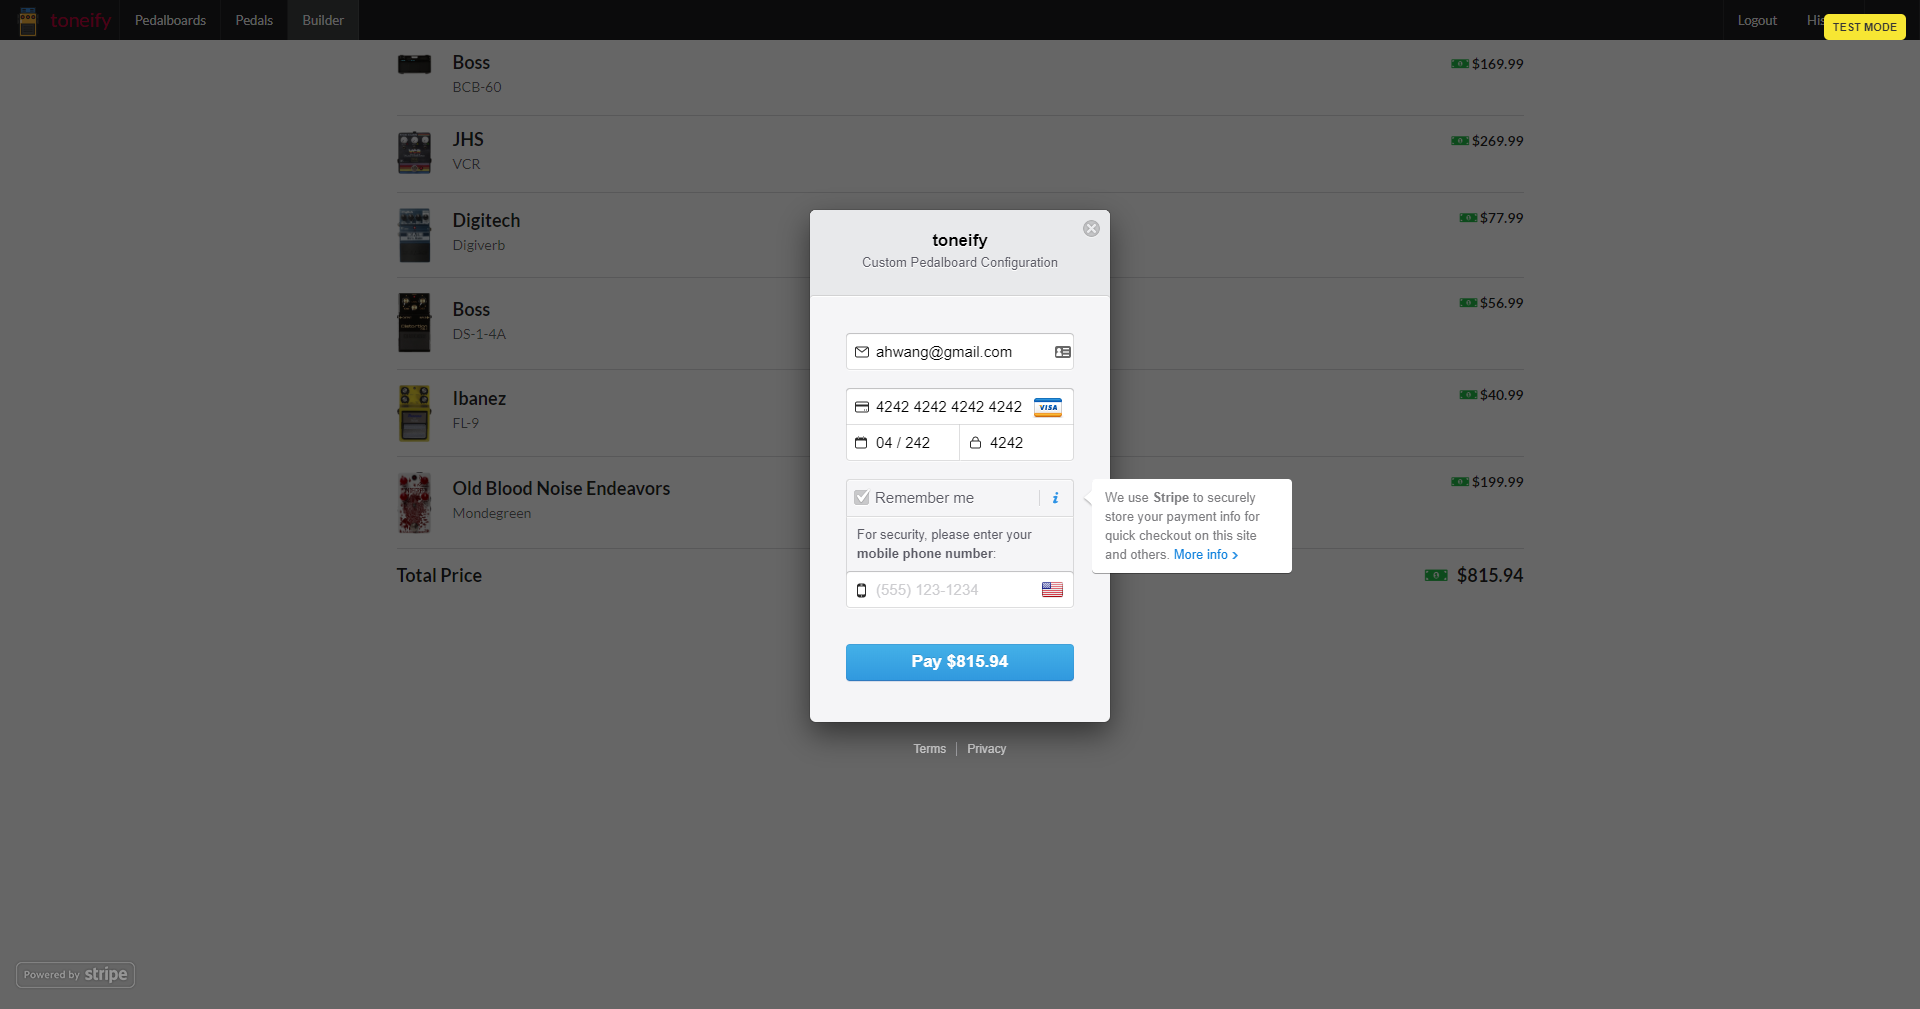 toneify Pedalboards Pedals Builder Logout His TEST MODE
Boss $169.99
BCB-60
JHS $269.99
VCR
Digitech $77.99
Digiverb
Boss $56.99
DS-1-4A
Ibanez $40.99
FL-9
Old Blood Noise Endeavors $199.99
Mondegreen
Total Price $815.94
toneify
Custom Pedalboard Configuration
ahwang@gmail.com
4242 4242 4242 4242 VISA
04 / 242 4242
Remember me
For security, please enter your
mobile phone number:
(555) 123-1234
Pay $815.94
We use Stripe to securely
store your payment info for
quick checkout on this site
and others. More info ›
Terms Privacy
Powered by stripe